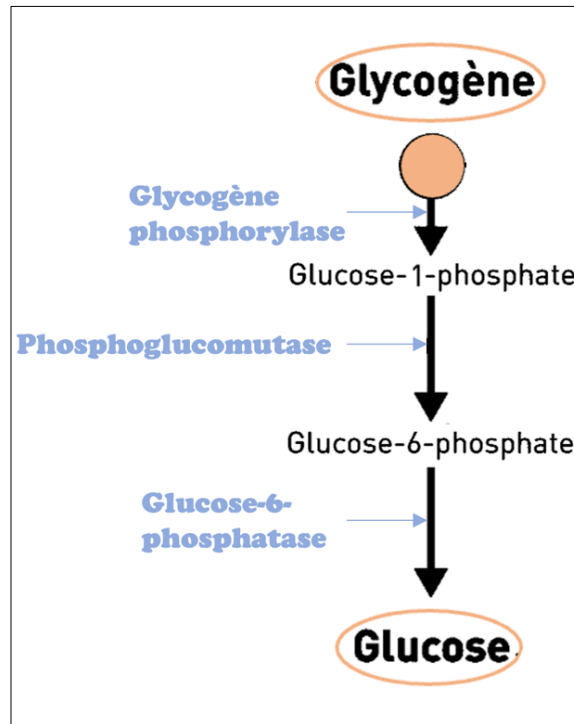 Glycogène
Glycogène
phosphorylase
Glucose-1-phosphate
Phosphoglucomutase
Glucose-6-phosphate
Glucose-6-
phosphatase
Glucose